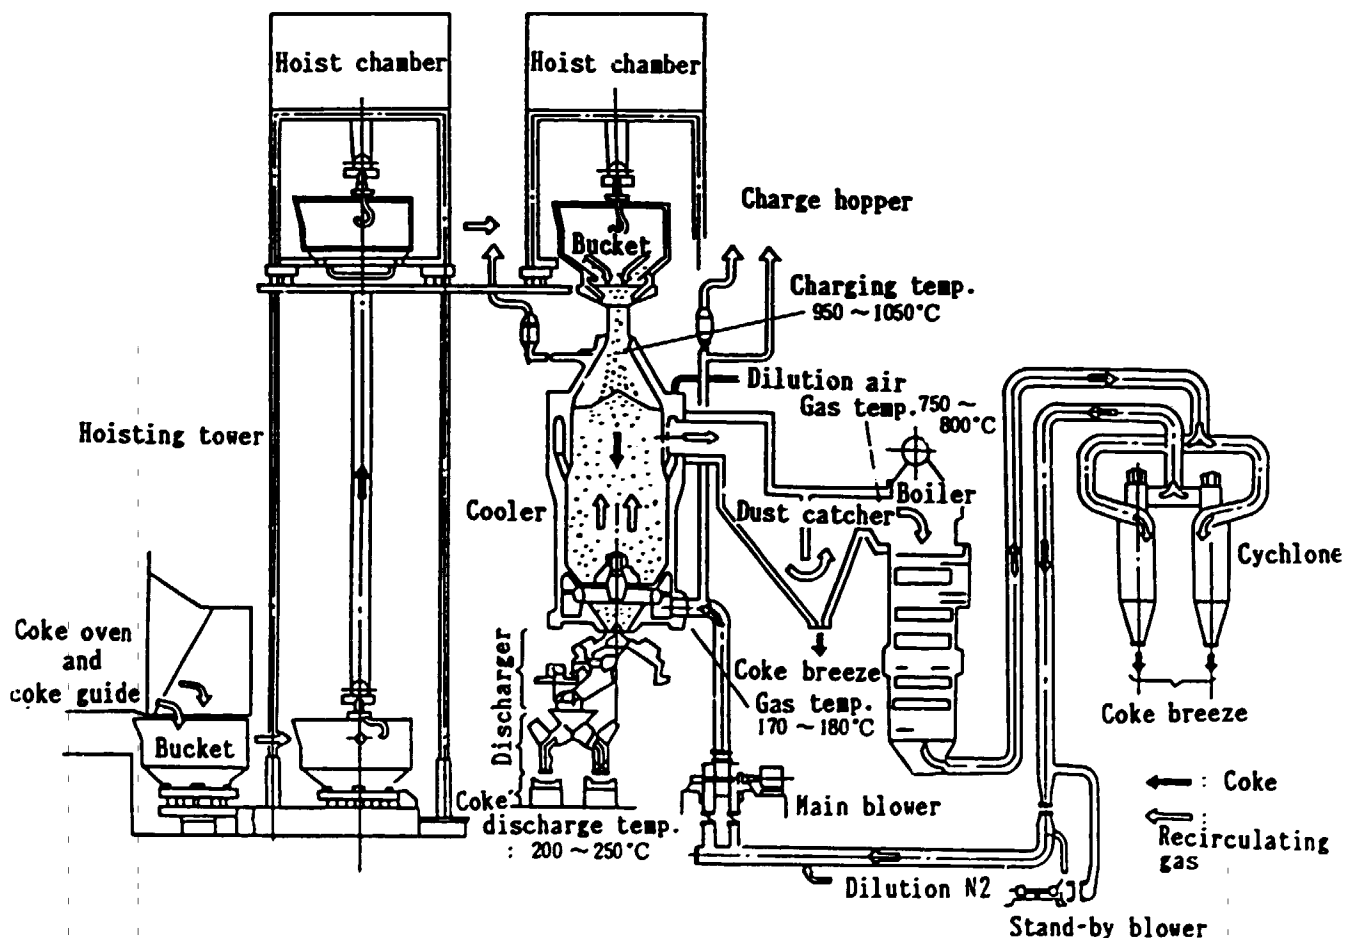 Hoist chamber
Hoist chamber
Charge hopper
Bucket
Charging temp.
950 ~ 1050°C
Dilution air
Gas temp. 750 ~
800°C
Hoisting tower
Cooler
Boiler
Dust catcher
Cychlone
Coke oven
and
coke guide
Bucket
Discharger
Coke breeze
Gas temp.
170 ~ 180°C
Coke breeze
Coke
discharge temp.
: 200 ~ 250°C
Main blower
: Coke
:
Recirculating
gas
Dilution N2
Stand-by blower